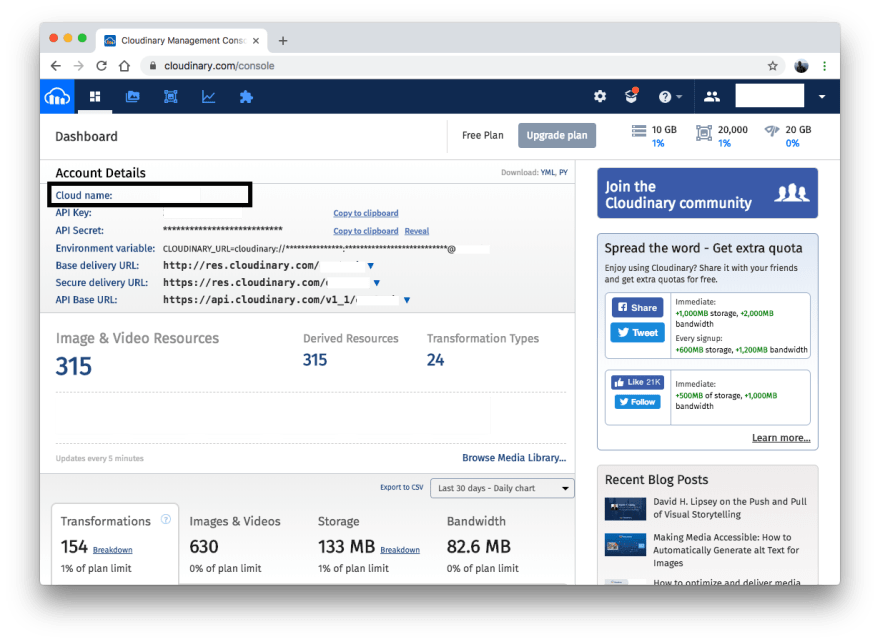 Cloudinary Management Conso
cloudinary.com/console
Dashboard
Free Plan
Upgrade plan
10 GB
1%
20,000
1%
20 GB
0%
Account Details
Download: YML, PY
Cloud name:
API Key:
Copy to clipboard
API Secret: ***************************
Copy to clipboard Reveal
Environment variable: CLOUDINARY_URL=cloudinary://***************:***************************@
Base delivery URL: http://res.cloudinary.com/
Secure delivery URL: https://res.cloudinary.com/
API Base URL: https://api.cloudinary.com/v1_1/
Image & Video Resources
315
Derived Resources
315
Transformation Types
24
Updates every 5 minutes
Browse Media Library...
Export to CSV
Last 30 days - Daily chart
Transformations ?
154 Breakdown
1% of plan limit
Images & Videos
630
0% of plan limit
Storage
133 MB Breakdown
1% of plan limit
Bandwidth
82.6 MB
0% of plan limit
Join the
Cloudinary community
Spread the word - Get extra quota
Enjoy using Cloudinary? Share it with your friends
and get extra quotas for free.
Share
Tweet
Immediate:
+1,000MB storage, +2,000MB
bandwidth
Every signup:
+600MB storage, +1,200MB bandwidth
Like 21K
Follow
Immediate:
+500MB of storage, +1,000MB
bandwidth
Learn more...
Recent Blog Posts
David H. Lipsey on the Push and Pull
of Visual Storytelling
Making Media Accessible: How to
Automatically Generate alt Text for
Images
How to optimize and deliver media